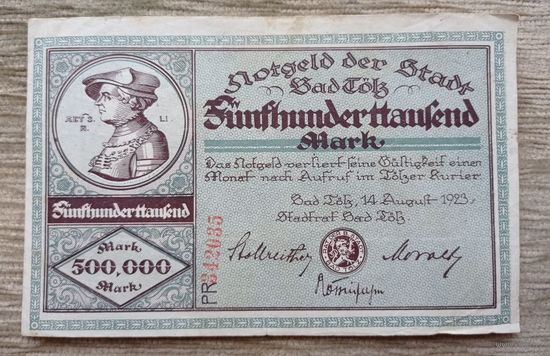 Notgeld der Stadt
Bad Tölz
Fünfhunderttausend
Mark
Das Notgeld verliert seine Gültigkeit einen
Monat nach Aufruf im Tölzer Kurier.
Bad Tölz, 14 August 1923.
Stadtrat Bad Tölz.
AET S.
LI
Fünfhunderttausend
Mark
500,000
Mark
PR 342035